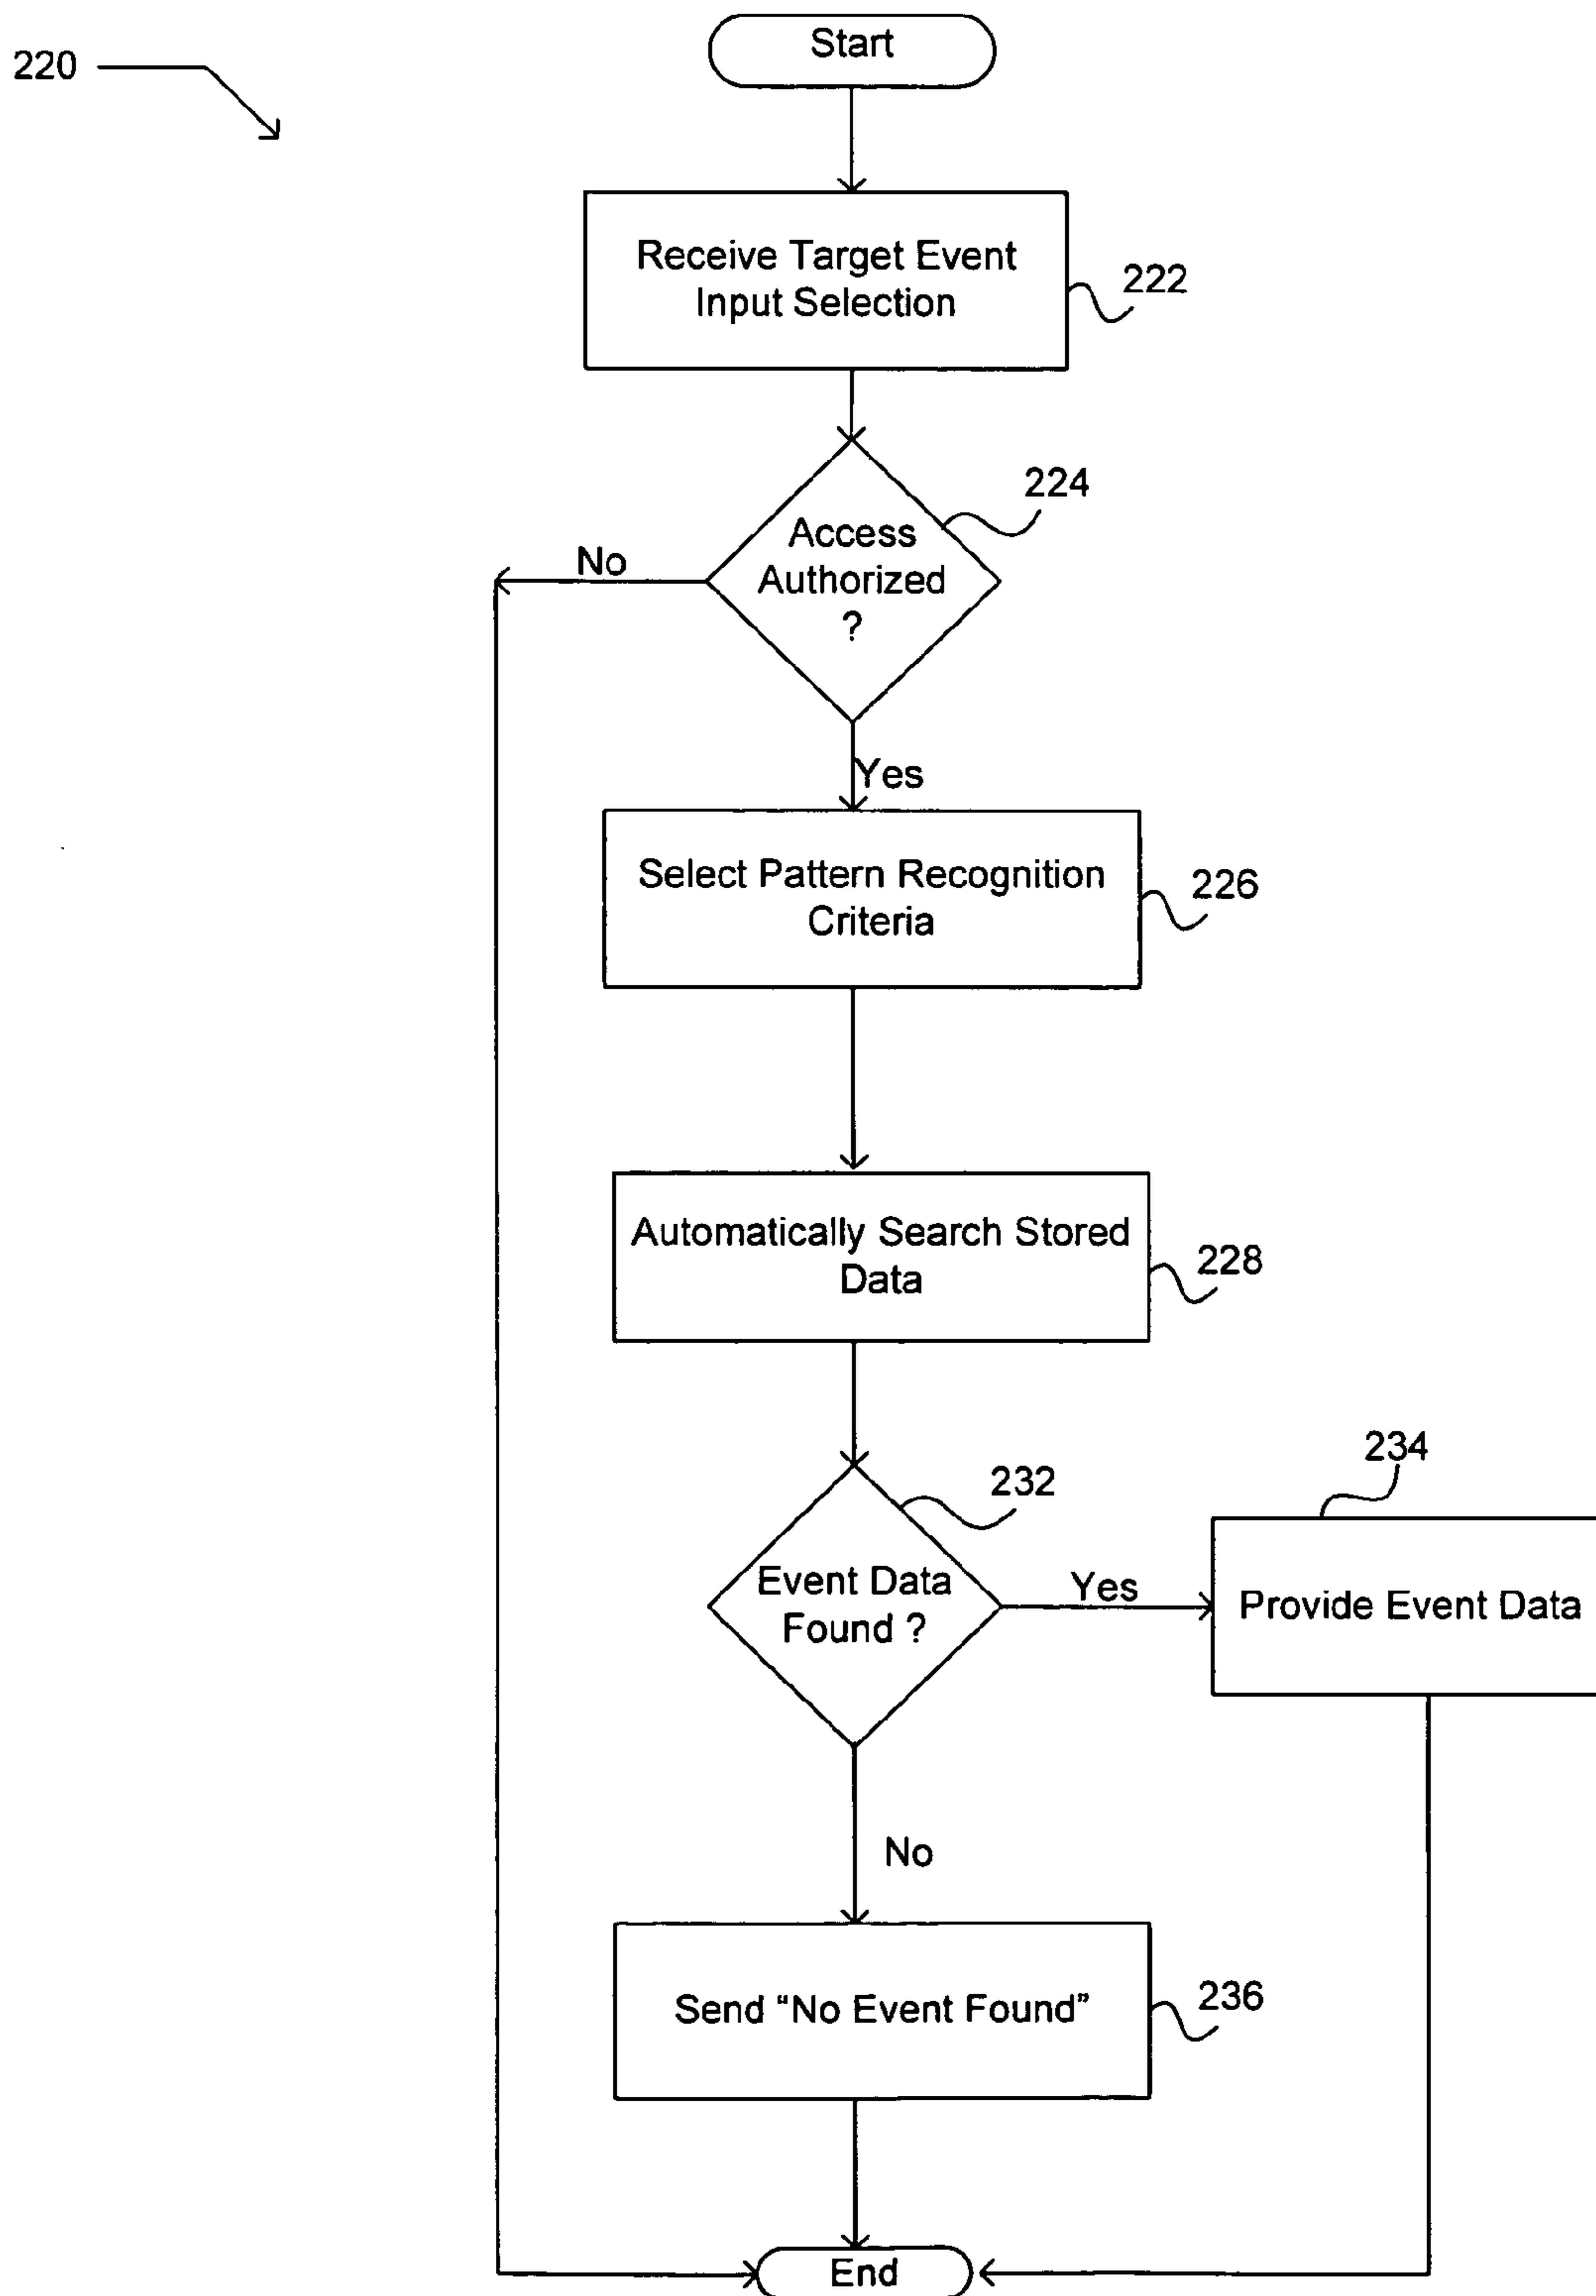 220
Start
Receive Target Event
Input Selection
222
224
Access
Authorized
?
No
Yes
Select Pattern Recognition
Criteria
226
Automatically Search Stored
Data
228
232
234
Event Data
Found ?
Yes
Provide Event Data
No
Send “No Event Found”
236
End